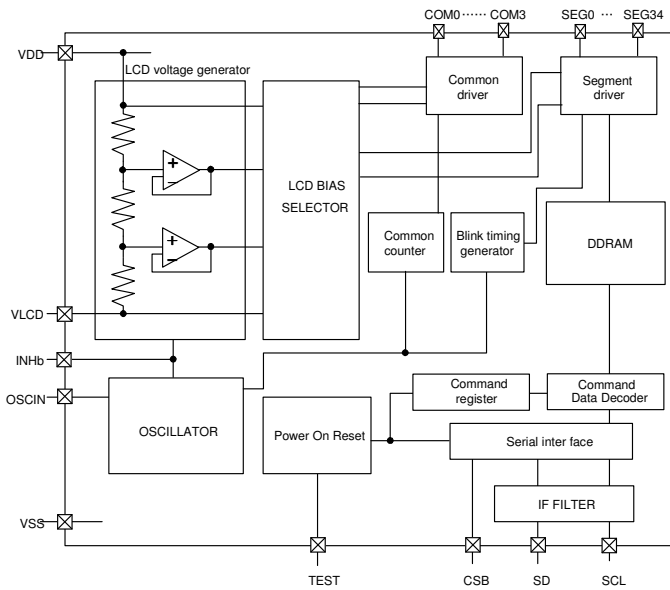 COM0 ······ COM3
SEG0 ··· SEG34
VDD
LCD voltage generator
Common
driver
Segment
driver
+
−
LCD BIAS
SELECTOR
Common
counter
Blink timing
generator
DDRAM
+
−
VLCD
INHb
OSCIN
OSCILLATOR
Power On Reset
Command
register
Command
Data Decoder
Serial inter face
IF FILTER
VSS
TEST
CSB
SD
SCL